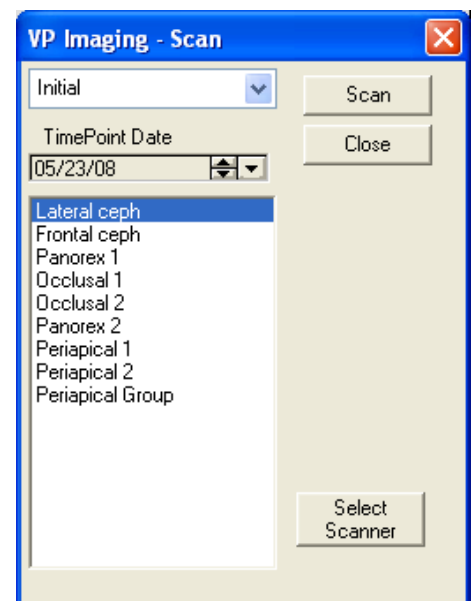 VP Imaging - Scan
Initial
Scan
TimePoint Date
Close
05/23/08
Lateral ceph
Frontal ceph
Panorex 1
Occlusal 1
Occlusal 2
Panorex 2
Periapical 1
Periapical 2
Periapical Group
Select
Scanner